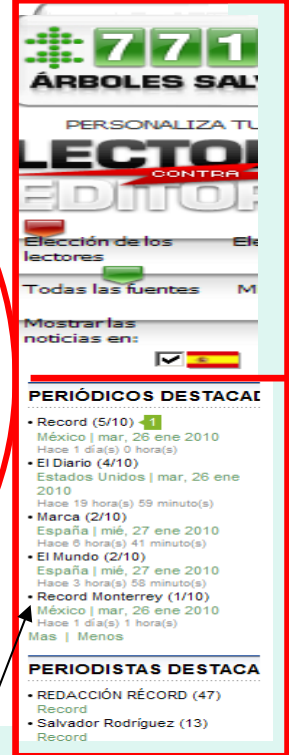 771
ÁRBOLES SAL
PERSONALIZA TU
LECTO
CONTRA
EDITOR
Elección de los Ele
lectores
Todas las fuentes M
Mostrar las
noticias en:
PERIÓDICOS DESTACAD
• Record (5/10) 1
México | mar, 26 ene 2010
Hace 1 día(s) 0 hora(s)
• El Diario (4/10)
Estados Unidos | mar, 26 ene
2010
Hace 19 hora(s) 59 minuto(s)
• Marca (2/10)
España | mié, 27 ene 2010
Hace 6 hora(s) 41 minuto(s)
• El Mundo (2/10)
España | mié, 27 ene 2010
Hace 3 hora(s) 58 minuto(s)
• Record Monterrey (1/10)
México | mar, 26 ene 2010
Hace 1 día(s) 1 hora(s)
Mas | Menos
PERIODISTAS DESTACA
• REDACCIÓN RÉCORD (47)
Record
• Salvador Rodríguez (13)
Record